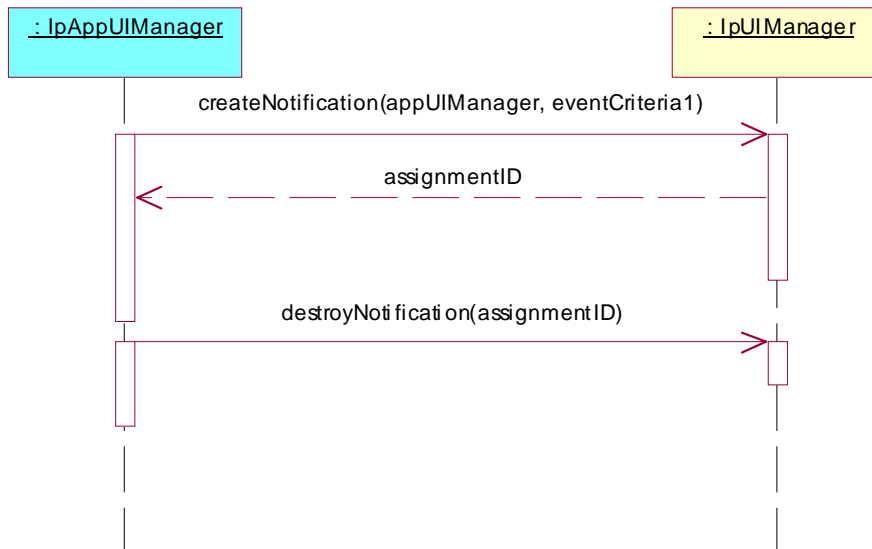 : IpAppUIManager
: IpUIManager
createNotification(appUIManager, eventCriteria1)
assignmentID
destroyNotification(assignmentID)